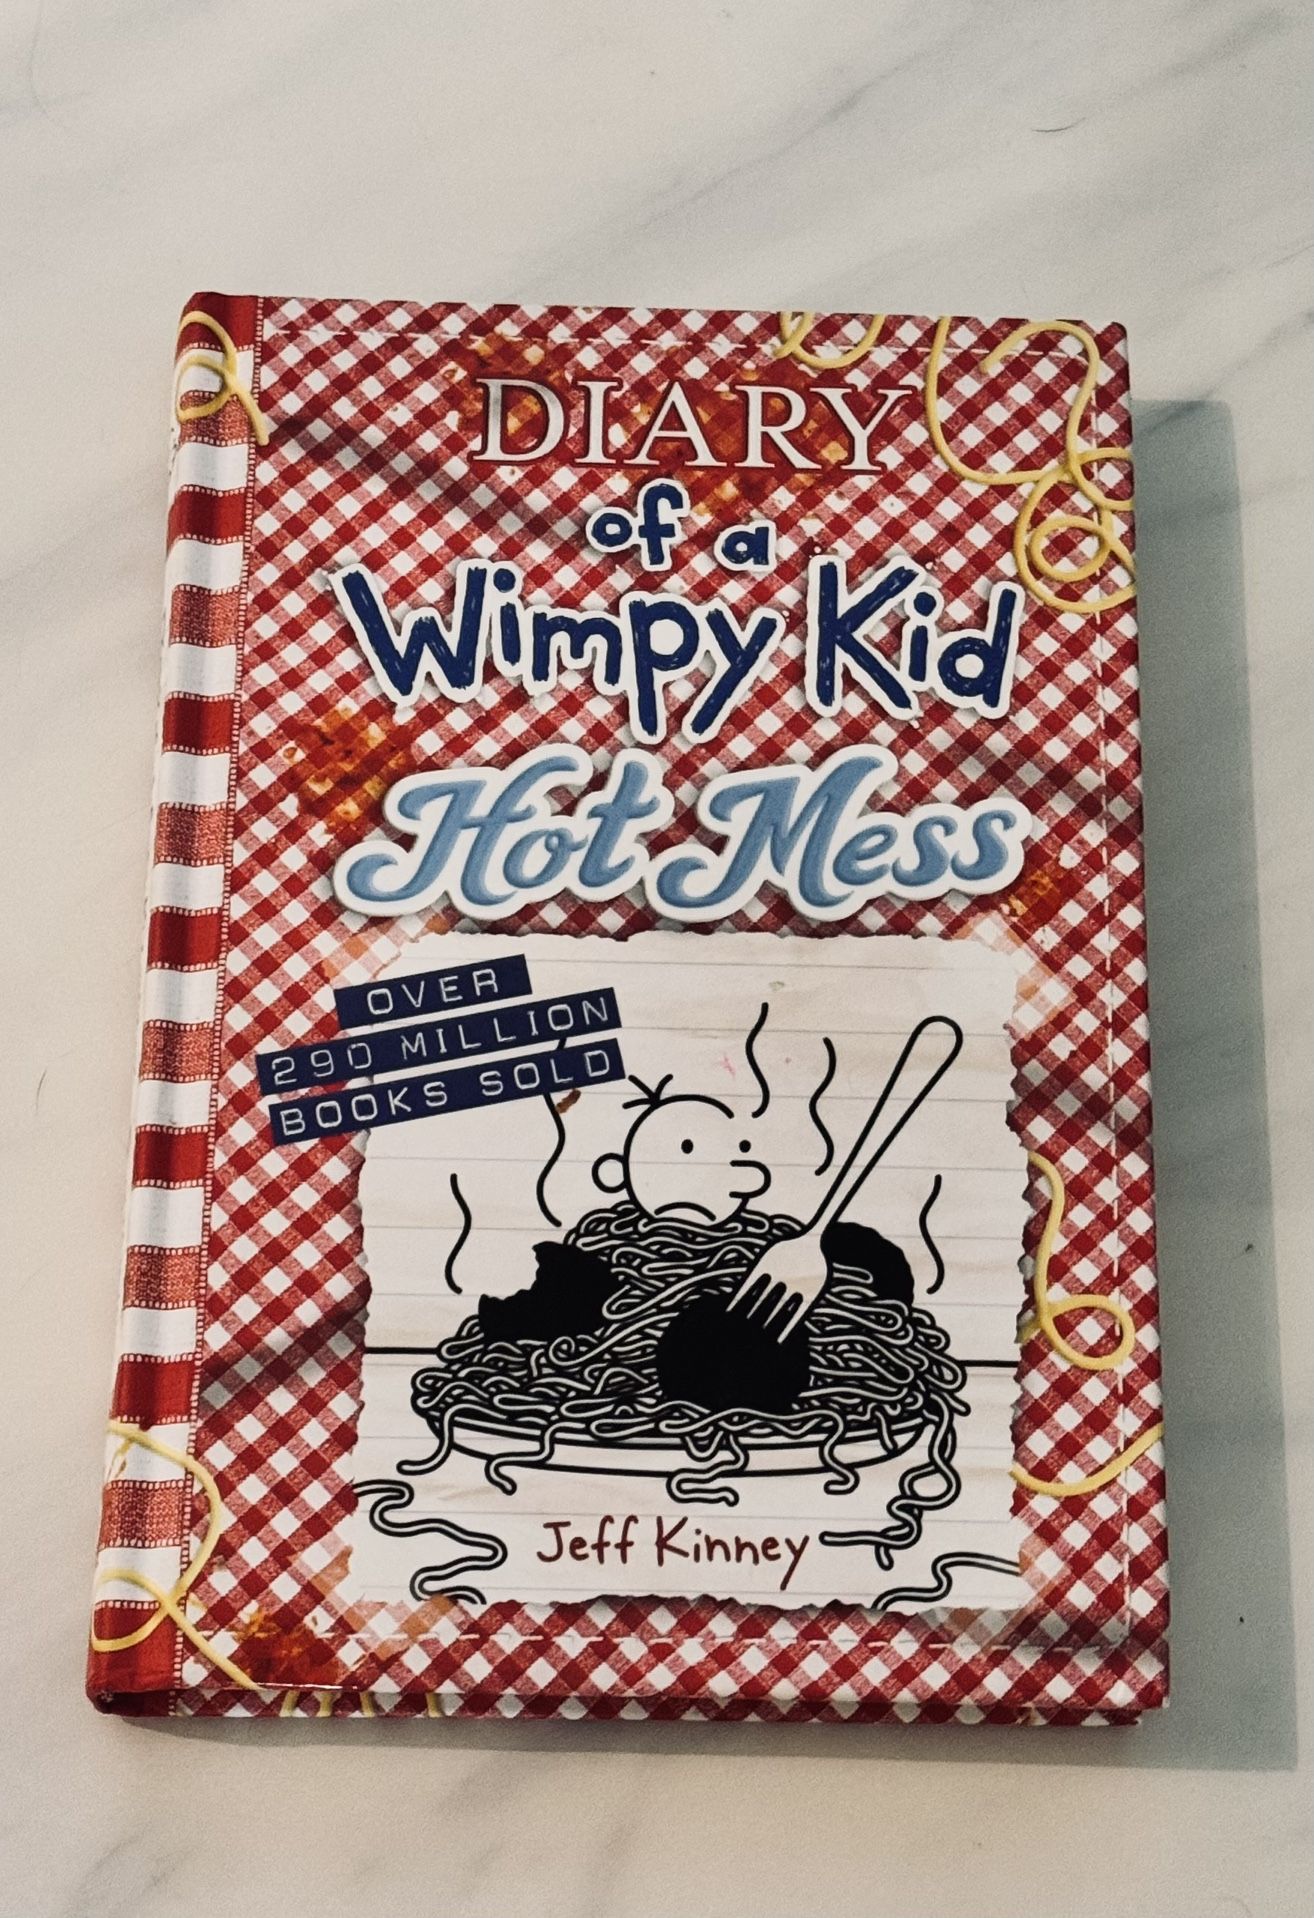 DIARY
of a
Wimpy Kid
Hot Mess
OVER
290 MILLION
BOOKS SOLD
Jeff Kinney